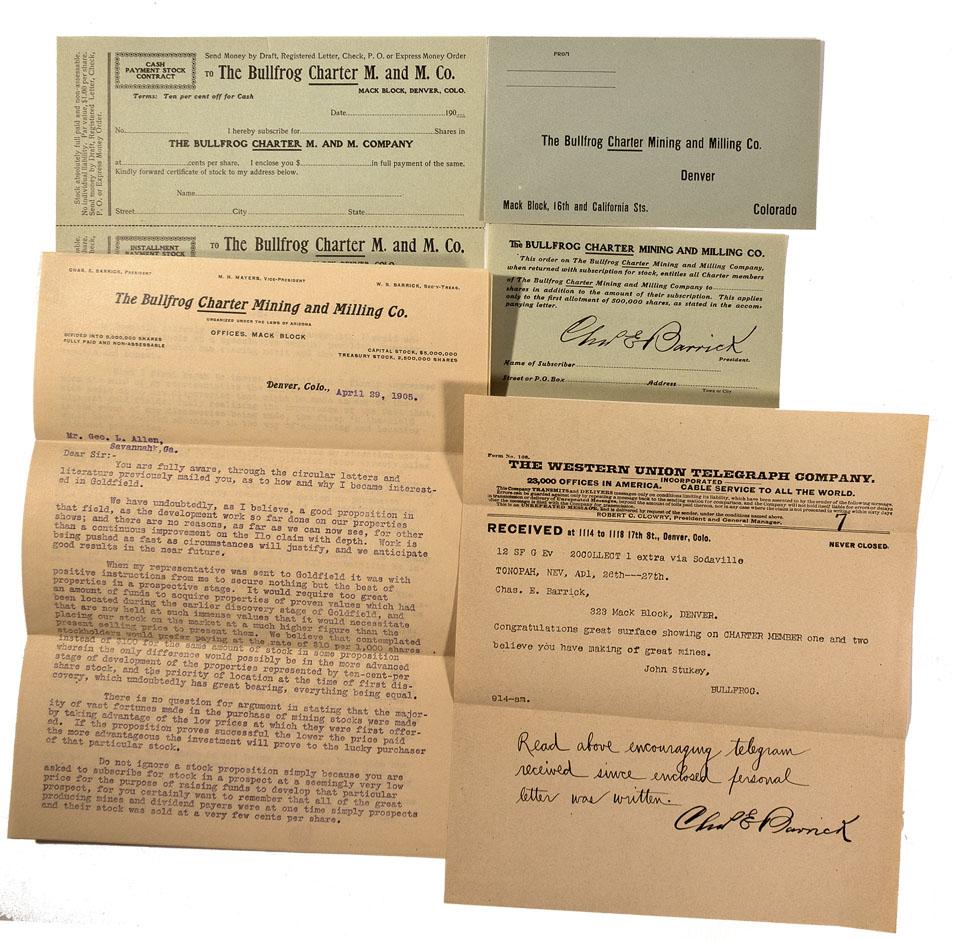 Stock absolutely full paid and non-assessable.
No individual liability. Par value, $1.00 per share.
Send money by Draft, Registered Letter, Check,
P. O. or Express Money Order.
CASH
PAYMENT STOCK
CONTRACT
Terms: Ten per cent off for Cash
Send Money by Draft, Registered Letter, Check, P. O. or Express Money Order
TO The Bullfrog Charter M. and M. Co.
MACK BLOCK, DENVER, COLO.
Date 190
No. I hereby subscribe for Shares in
THE BULLFROG CHARTER M. AND M. COMPANY
at cents per share. I enclose you $ in full payment of the same.
Kindly forward certificate of stock to my address below.
Name
Street City State
INSTALLMENT
PAYMENT STOCK
TO The Bullfrog Charter M. and M. Co.
FROM
The Bullfrog Charter Mining and Milling Co.
Denver
Mack Block, 16th and California Sts.
Colorado
The BULLFROG CHARTER MINING AND MILLING CO.
This order on The Bullfrog Charter Mining and Milling Company,
when returned with subscription for stock, entitles all Charter members
of The Bullfrog Charter Mining and Milling Company to
shares in addition to the amount of their subscription. This applies
only to the first allotment of 500,000 shares, as stated in the accom-
panying letter.
Chas E Barrick
President.
Name of Subscriber
Street or P.O. Box Address
Town or City
CHAS. E. BARRICK, PRESIDENT
M. H. MAYERS, VICE-PRESIDENT
W. S. BARRICK, SEC'Y-TREAS.
The Bullfrog Charter Mining and Milling Co.
ORGANIZED UNDER THE LAWS OF ARIZONA
OFFICES, MACK BLOCK
DIVIDED INTO 5,000,000 SHARES
FULLY PAID AND NON-ASSESSABLE
CAPITAL STOCK, $5,000,000
TREASURY STOCK, 2,500,000 SHARES
Denver, Colo., April 29, 1905.
Mr. Geo. L. Allen,
Savannah, Ga.
Dear Sir:-
You are fully aware, through the circular letters and
literature previously mailed you, as to how and why I became interest-
ed in Goldfield.
We have undoubtedly, as I believe, a good proposition in
that field, as the development work so far done on our properties
shows; and there are no reasons, as far as we can now see, for other
than a continuous improvement on the Ilo claim with depth. Work is
being pushed as fast as circumstances will justify, and we anticipate
good results in the near future.
When my representative was sent to Goldfield it was with
positive instructions from me to secure nothing but the best of
properties in a prospective stage. It would require too great
an amount of funds to acquire properties of proven values which had
been located during the earlier discovery stage of Goldfield, and
that are now held at such immense values that it would necessitate
placing our stock on the market at a much higher figure than the
present selling price to present them. We believe that contemplated
stockholders would prefer paying at the rate of $10 per 1,000 shares
instead of $100 for the same amount of stock in some proposition
wherein the only difference would possibly be in the more advanced
stage of development of the properties represented by ten-cent-per
share stock, and the priority of location at the time of first dis-
covery, which undoubtedly has great bearing, everything being equal.
There is no question for argument in stating that the major-
ity of vast fortunes made in the purchase of mining stocks were made
by taking advantage of the low prices at which they were first offer-
ed. If the proposition proves successful the lower the price paid
the more advantageous the investment will prove to the lucky purchaser
of that particular stock.
Do not ignore a stock proposition simply because you are
asked to subscribe for stock in a prospect at a seemingly very low
price for the purpose of raising funds to develop that particular
prospect, for you certainly want to remember that all of the great
producing mines and dividend payers were at one time simply prospects
and their stock was sold at a very few cents per share.
Form No. 168.
THE WESTERN UNION TELEGRAPH COMPANY.
INCORPORATED
23,000 OFFICES IN AMERICA. CABLE SERVICE TO ALL THE WORLD.
ROBERT C. CLOWRY, President and General Manager.
7
RECEIVED at 1114 to 1118 17th St., Denver, Colo.
NEVER CLOSED.
12 SF G Ev 20COLLECT 1 extra via Sodaville
TONOPAH, NEV, APl, 26th---27th.
Chas. E. Barrick,
323 Mack Block, DENVER.
Congratulations great surface showing on CHARTER MEMBER one and two
believe you have making of great mines.
John Stukey,
BULLFROG.
914-am.
Read above encouraging telegram
received since enclosed personal
letter was written.
Chas E Barrick